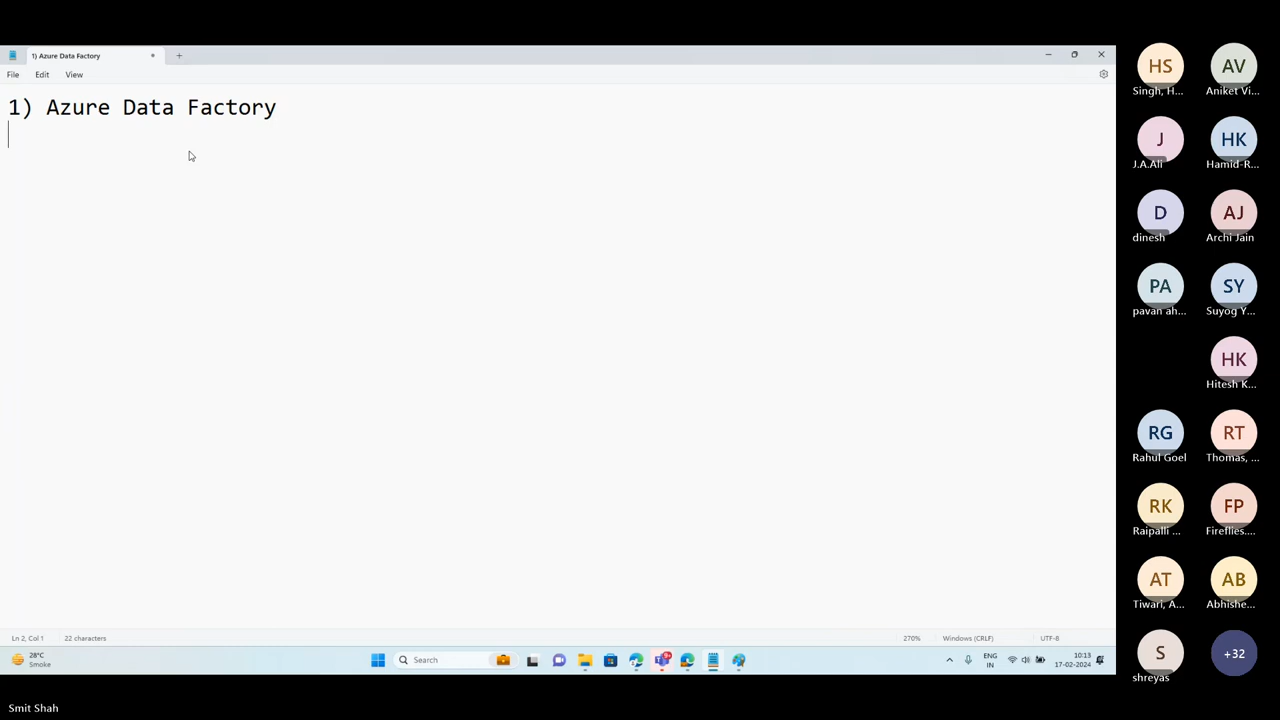 1) Azure Data Factory
File Edit View
1) Azure Data Factory
Ln 2, Col 1 22 characters 270% Windows (CRLF) UTF-8
28°C
Smoke
Search
9+
ENG
IN
10:13
17-02-2024
HS
Singh, H...
AV
Aniket Vi...
J
J.A.Ali
HK
Hamid-R...
D
dinesh
AJ
Archi Jain
PA
pavan ah...
SY
Suyog Y...
HK
Hitesh K...
RG
Rahul Goel
RT
Thomas, ...
RK
Raipalli ...
FP
Fireflies....
AT
Tiwari, A...
AB
Abhishe...
S
shreyas
+32
Smit Shah